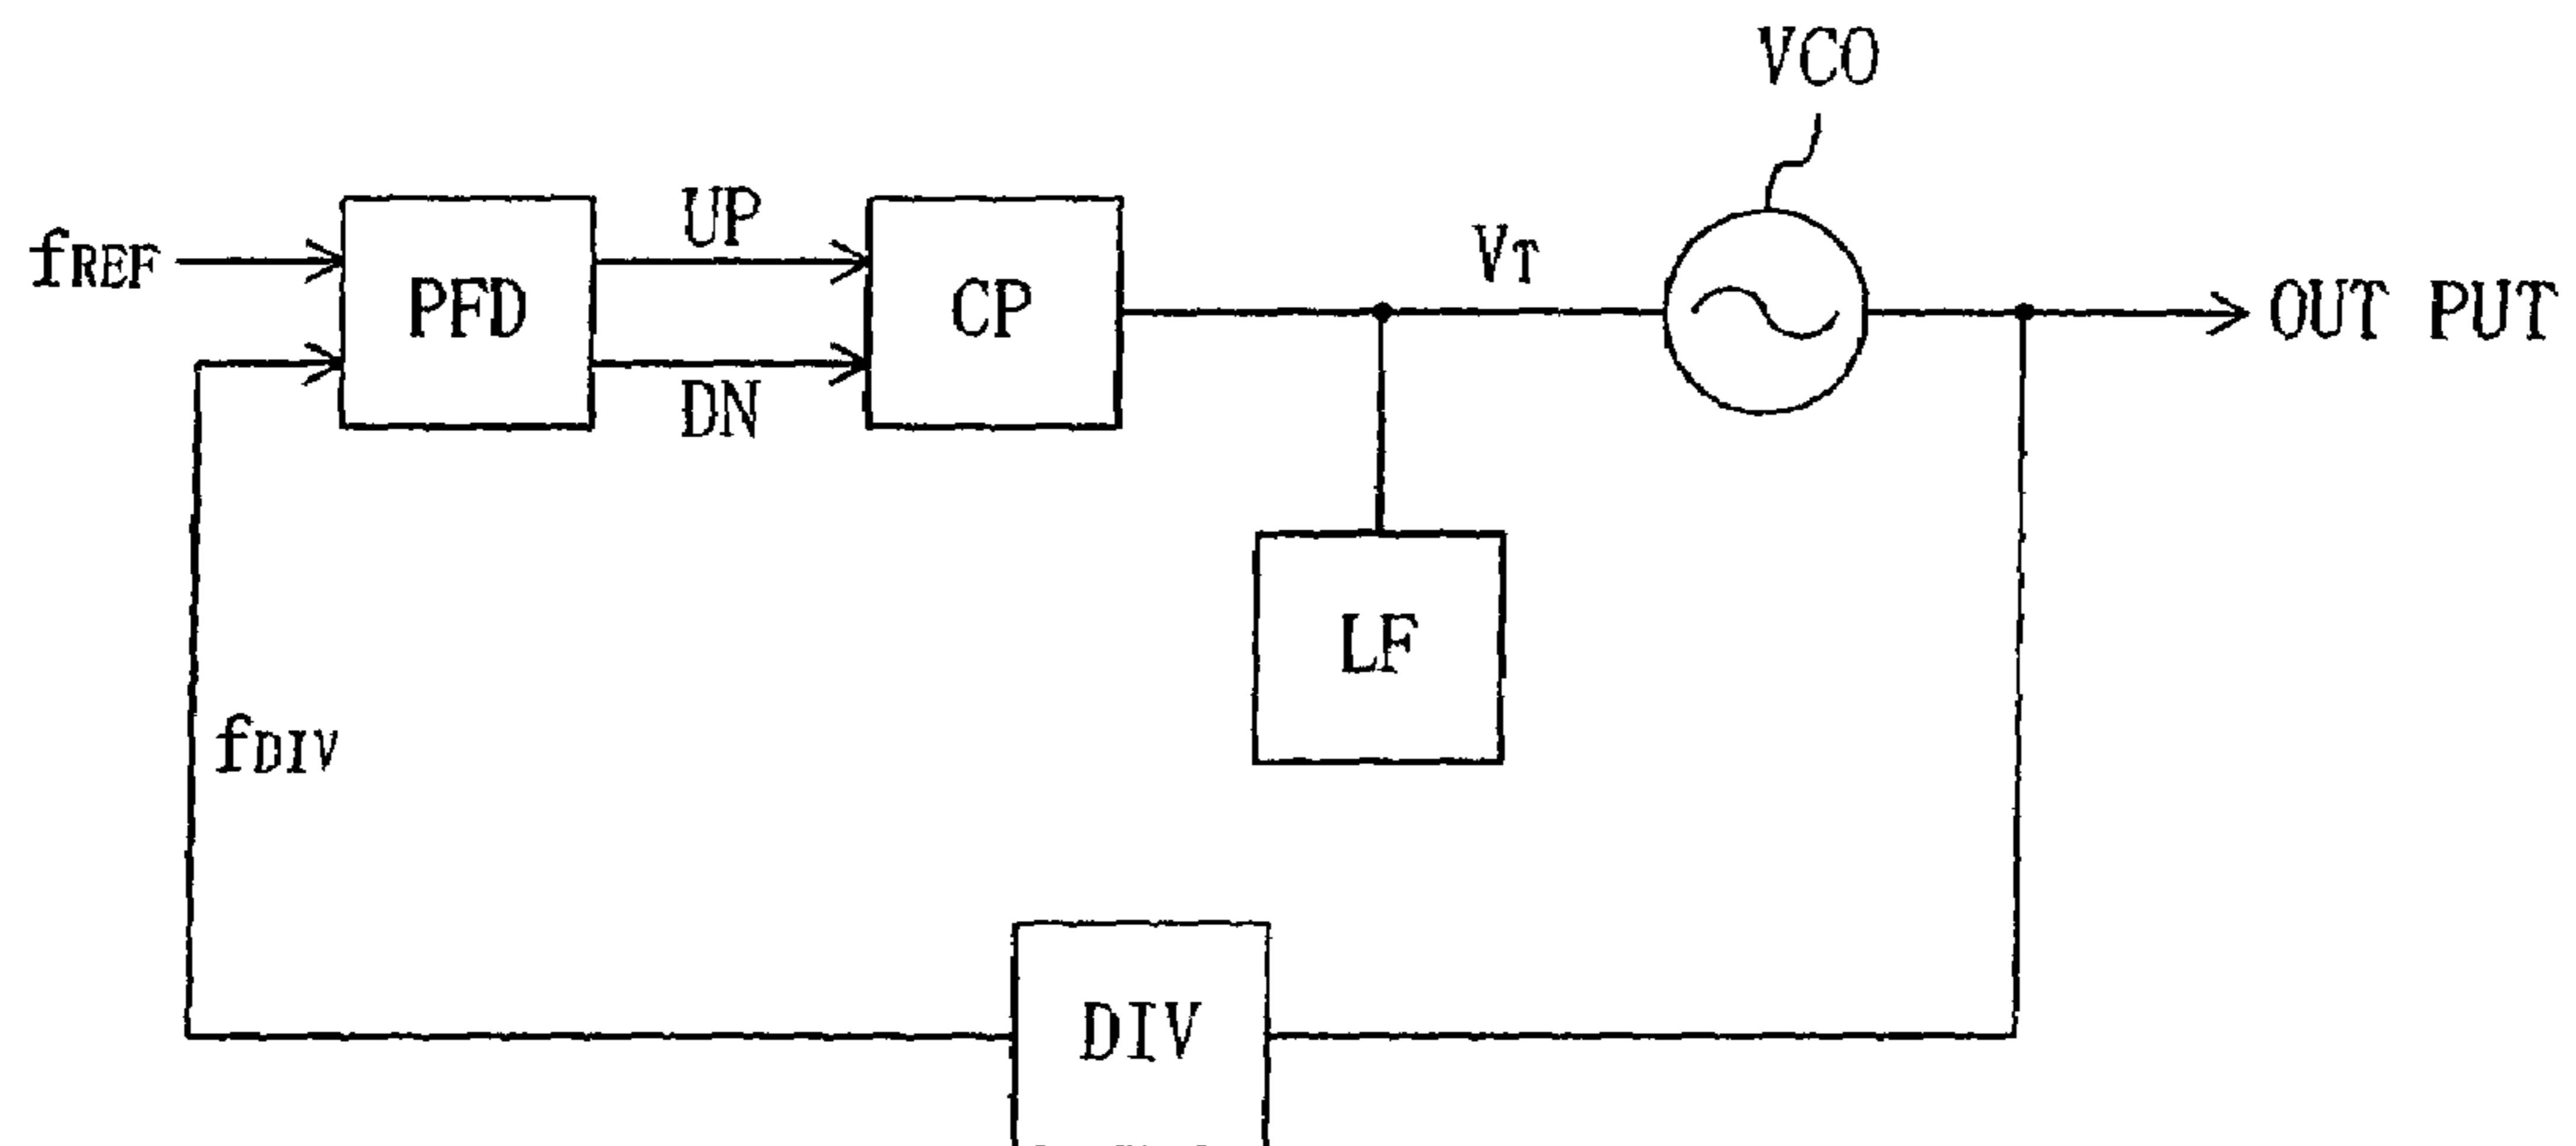 VCO
fREF
PFD
UP
DN
CP
VT
OUT PUT
LF
fDIV
DIV